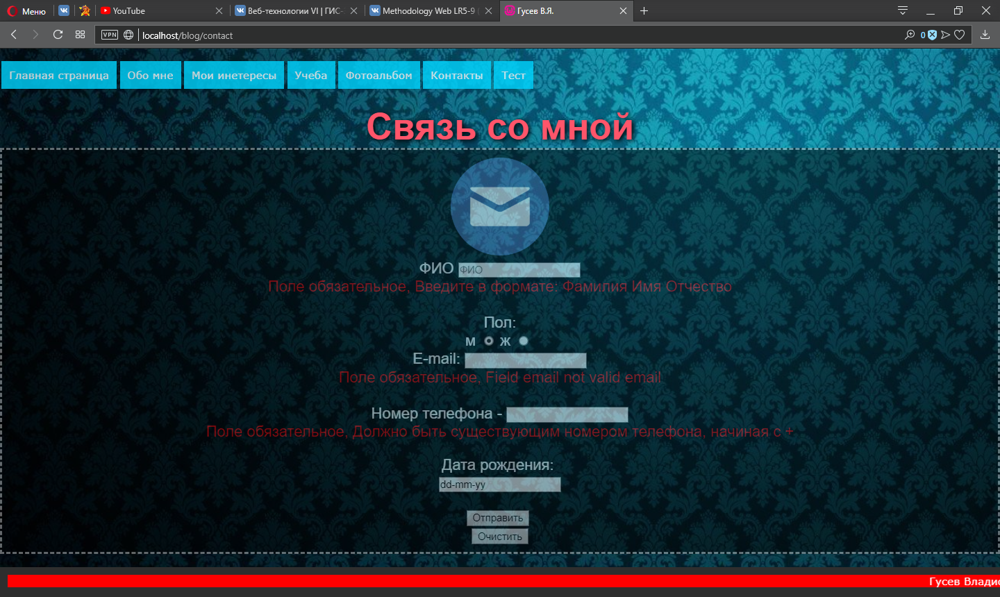 Меню
YouTube
Веб-технологии VI | ГИС-
Methodology Web LR5-9 (
Гусев В.Я.
VPN
localhost/blog/contact
0
Главная страница
Обо мне
Мои инетересы
Учеба
Фотоальбом
Контакты
Тест
Связь со мной
ФИО ФИО
Поле обязательное, Введите в формате: Фамилия Имя Отчество
Пол:
м ж
E-mail:
Поле обязательное, Field email not valid email
Номер телефона -
Поле обязательное, Должно быть существующим номером телефона, начиная с +
Дата рождения:
dd-mm-yy
Отправить
Очистить
Гусев Владис